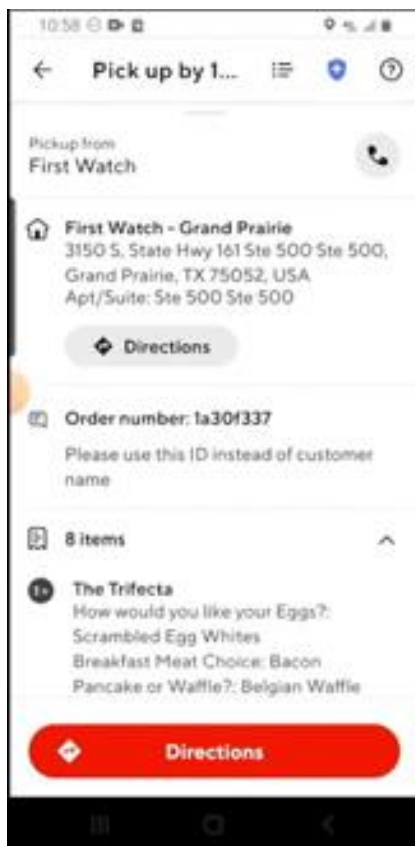 10:58
Pick up by 1...
Pickup from
First Watch
First Watch - Grand Prairie
3150 S. State Hwy 161 Ste 500 Ste 500,
Grand Prairie, TX 75052, USA
Apt/Suite: Ste 500 Ste 500
Directions
Order number: 1a30f337
Please use this ID instead of customer
name
8 items
1×
The Trifecta
How would you like your Eggs?:
Scrambled Egg Whites
Breakfast Meat Choice: Bacon
Pancake or Waffle?: Belgian Waffle
Directions